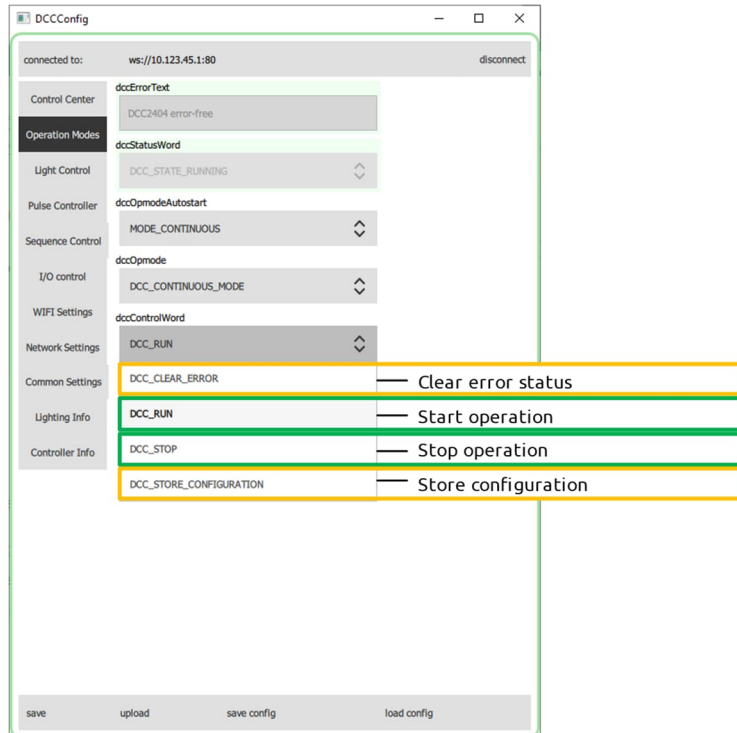 DCCConfig
connected to: ws://10.123.45.1:80 disconnect
Control Center
Operation Modes
Light Control
Pulse Controller
Sequence Control
I/O control
WIFI Settings
Network Settings
Common Settings
Lighting Info
Controller Info
dccErrorText
DCC2404 error-free
dccStatusWord
DCC_STATE_RUNNING
dccOpmodeAutostart
MODE_CONTINUOUS
dccOpmode
DCC_CONTINUOUS_MODE
dccControlWord
DCC_RUN
DCC_CLEAR_ERROR Clear error status
DCC_RUN Start operation
DCC_STOP Stop operation
DCC_STORE_CONFIGURATION Store configuration
save upload save config load config